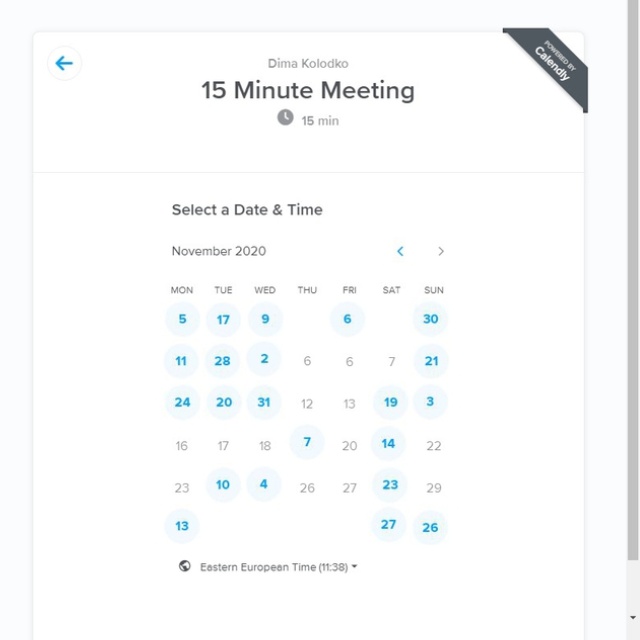 POWERED BY
Calendly
Dima Kolodko
15 Minute Meeting
15 min
Select a Date & Time
November 2020
MON TUE WED THU FRI SAT SUN
5 17 9 6 30
11 28 2 6 6 7 21
24 20 31 12 13 19 3
16 17 18 7 20 14 22
23 10 4 26 27 23 29
13 27 26
Eastern European Time (11:38)